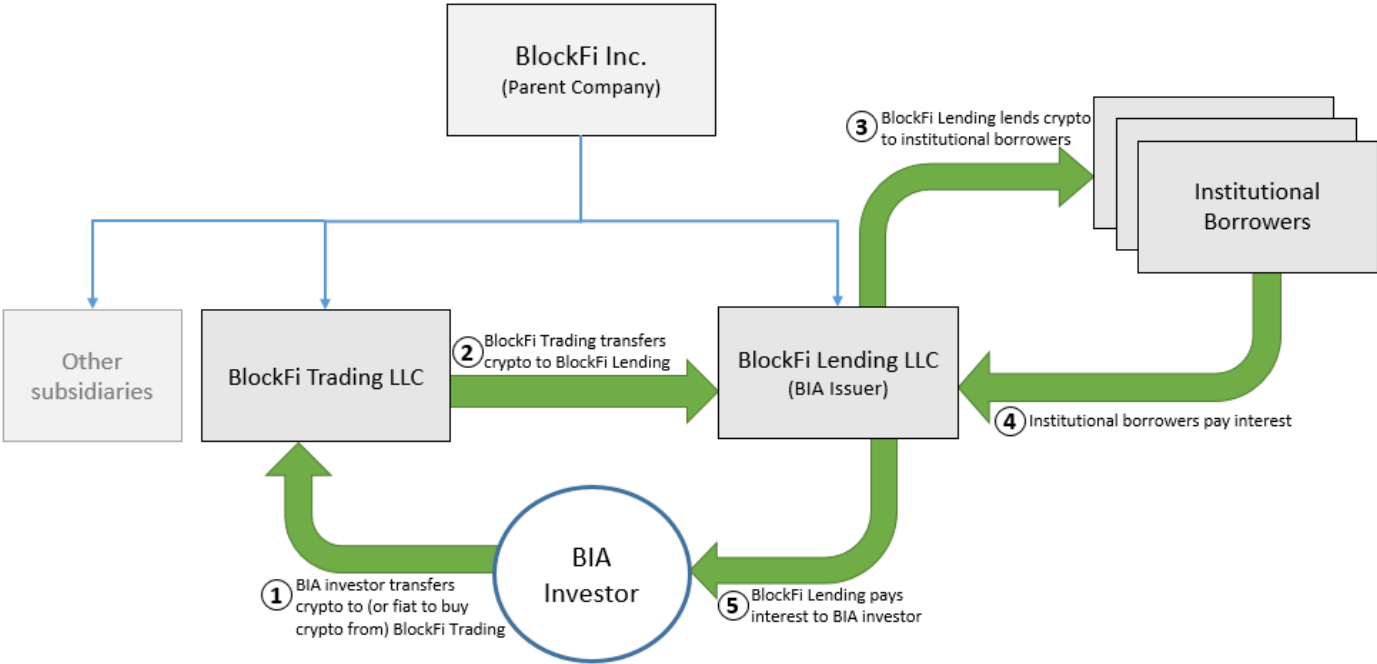 BlockFi Inc.
(Parent Company)
3
BlockFi Lending lends crypto
to institutional borrowers
Institutional
Borrowers
Other
subsidiaries
BlockFi Trading LLC
2
BlockFi Trading transfers
crypto to BlockFi Lending
BlockFi Lending LLC
(BIA Issuer)
4
Institutional borrowers pay interest
1
BIA investor transfers
crypto to (or fiat to buy
crypto from) BlockFi Trading
BIA
Investor
5
BlockFi Lending pays
interest to BIA investor